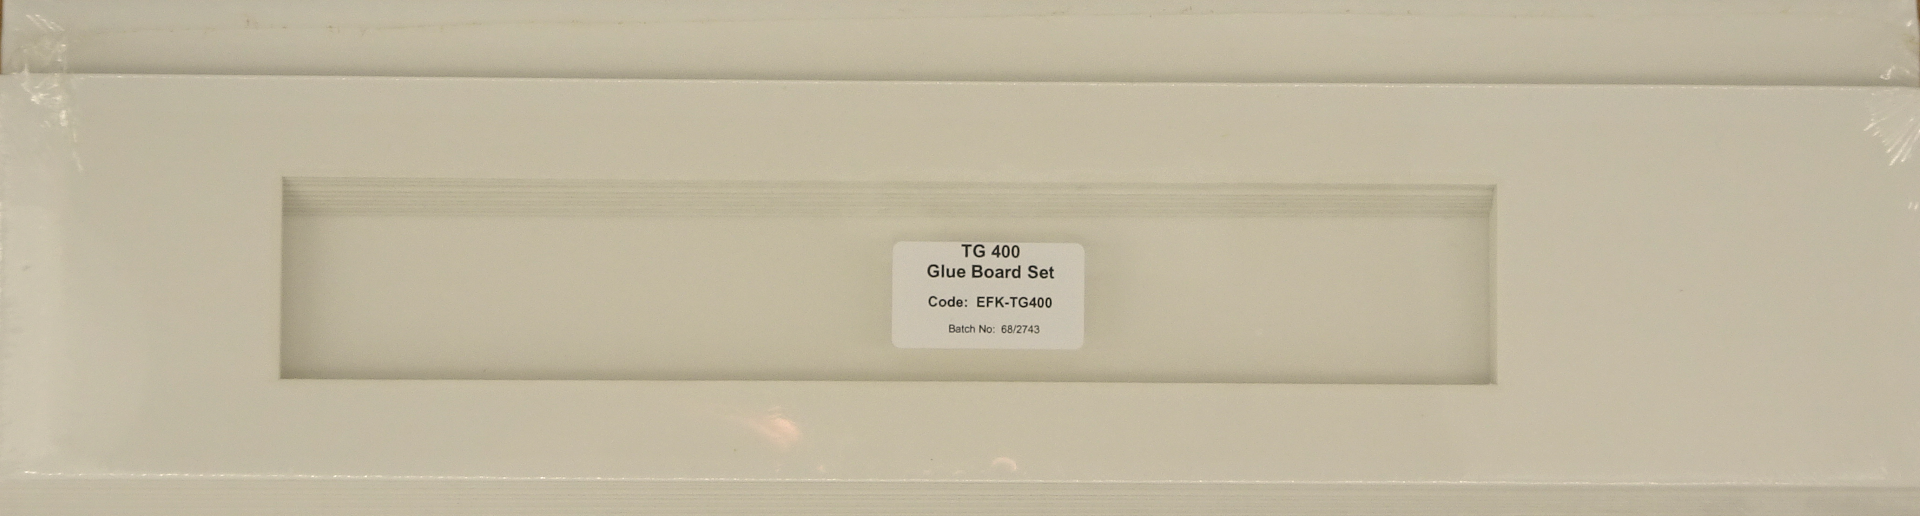 TG 400
Glue Board Set
Code: EFK-TG400
Batch No: 68/2743